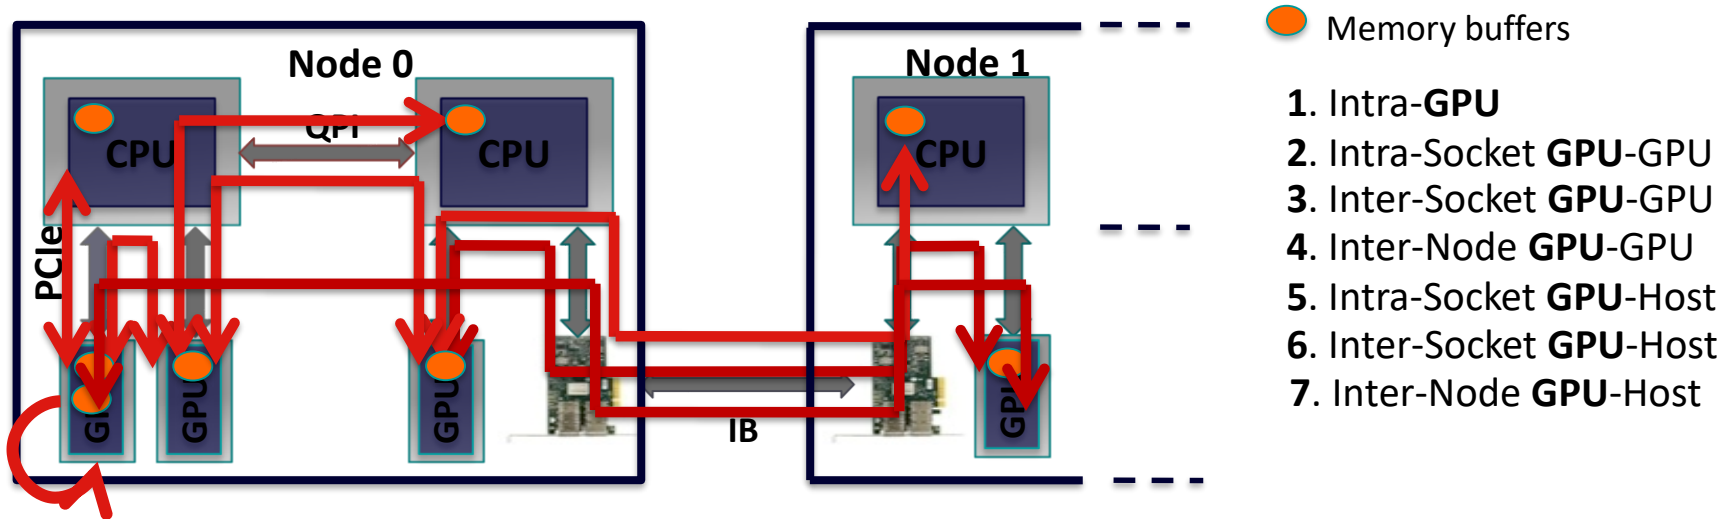 Node 0
Node 1
Memory buffers
QPI
CPU
CPU
CPU
PCIe
GPU
GPU
GPU
IB
1. Intra-GPU
2. Intra-Socket GPU-GPU
3. Inter-Socket GPU-GPU
4. Inter-Node GPU-GPU
5. Intra-Socket GPU-Host
6. Inter-Socket GPU-Host
7. Inter-Node GPU-Host